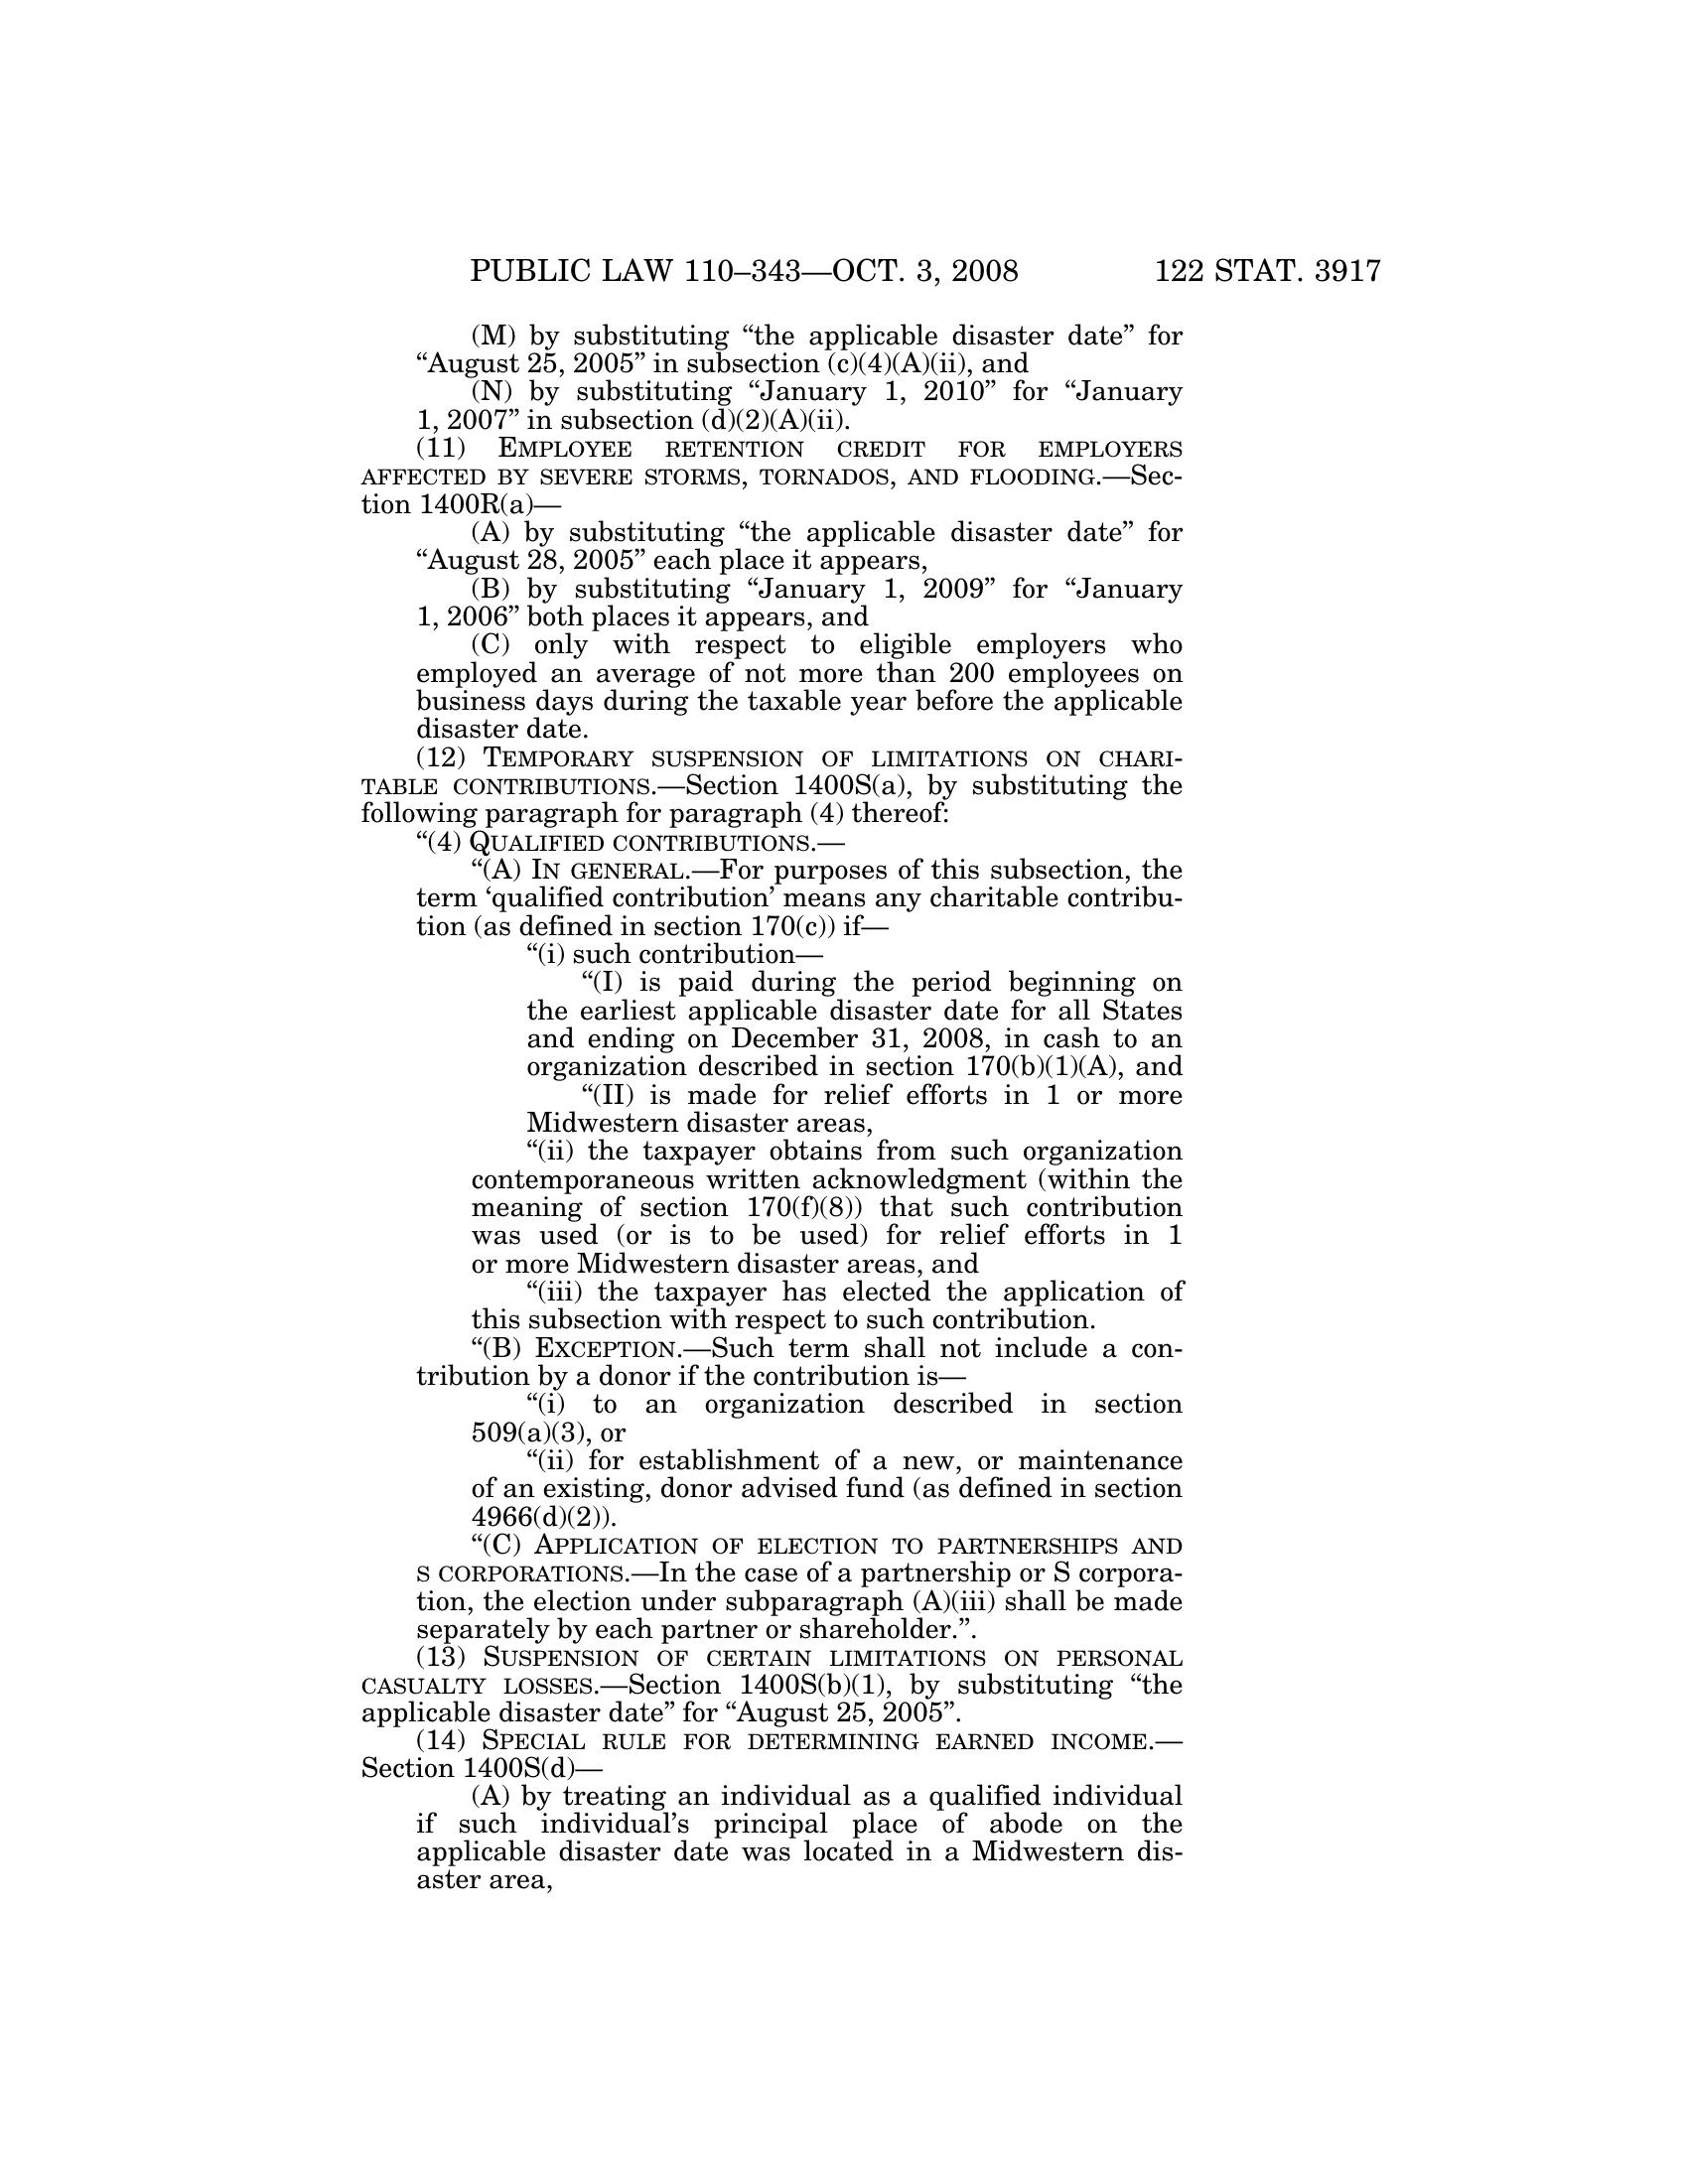 PUBLIC LAW 110–343—OCT. 3, 2008 122 STAT. 3917
(M) by substituting “the applicable disaster date” for
“August 25, 2005” in subsection (c)(4)(A)(ii), and
(N) by substituting “January 1, 2010” for “January
1, 2007” in subsection (d)(2)(A)(ii).
(11) EMPLOYEE RETENTION CREDIT FOR EMPLOYERS
AFFECTED BY SEVERE STORMS, TORNADOS, AND FLOODING.—Sec-
tion 1400R(a)—
(A) by substituting “the applicable disaster date” for
“August 28, 2005” each place it appears,
(B) by substituting “January 1, 2009” for “January
1, 2006” both places it appears, and
(C) only with respect to eligible employers who
employed an average of not more than 200 employees on
business days during the taxable year before the applicable
disaster date.
(12) TEMPORARY SUSPENSION OF LIMITATIONS ON CHARI-
TABLE CONTRIBUTIONS.—Section 1400S(a), by substituting the
following paragraph for paragraph (4) thereof:
“(4) QUALIFIED CONTRIBUTIONS.—
“(A) IN GENERAL.—For purposes of this subsection, the
term ‘qualified contribution’ means any charitable contribu-
tion (as defined in section 170(c)) if—
“(i) such contribution—
“(I) is paid during the period beginning on
the earliest applicable disaster date for all States
and ending on December 31, 2008, in cash to an
organization described in section 170(b)(1)(A), and
“(II) is made for relief efforts in 1 or more
Midwestern disaster areas,
“(ii) the taxpayer obtains from such organization
contemporaneous written acknowledgment (within the
meaning of section 170(f)(8)) that such contribution
was used (or is to be used) for relief efforts in 1
or more Midwestern disaster areas, and
“(iii) the taxpayer has elected the application of
this subsection with respect to such contribution.
“(B) EXCEPTION.—Such term shall not include a con-
tribution by a donor if the contribution is—
“(i) to an organization described in section
509(a)(3), or
“(ii) for establishment of a new, or maintenance
of an existing, donor advised fund (as defined in section
4966(d)(2)).
“(C) APPLICATION OF ELECTION TO PARTNERSHIPS AND
S CORPORATIONS.—In the case of a partnership or S corpora-
tion, the election under subparagraph (A)(iii) shall be made
separately by each partner or shareholder.”.
(13) SUSPENSION OF CERTAIN LIMITATIONS ON PERSONAL
CASUALTY LOSSES.—Section 1400S(b)(1), by substituting “the
applicable disaster date” for “August 25, 2005”.
(14) SPECIAL RULE FOR DETERMINING EARNED INCOME.—
Section 1400S(d)—
(A) by treating an individual as a qualified individual
if such individual’s principal place of abode on the
applicable disaster date was located in a Midwestern dis-
aster area,